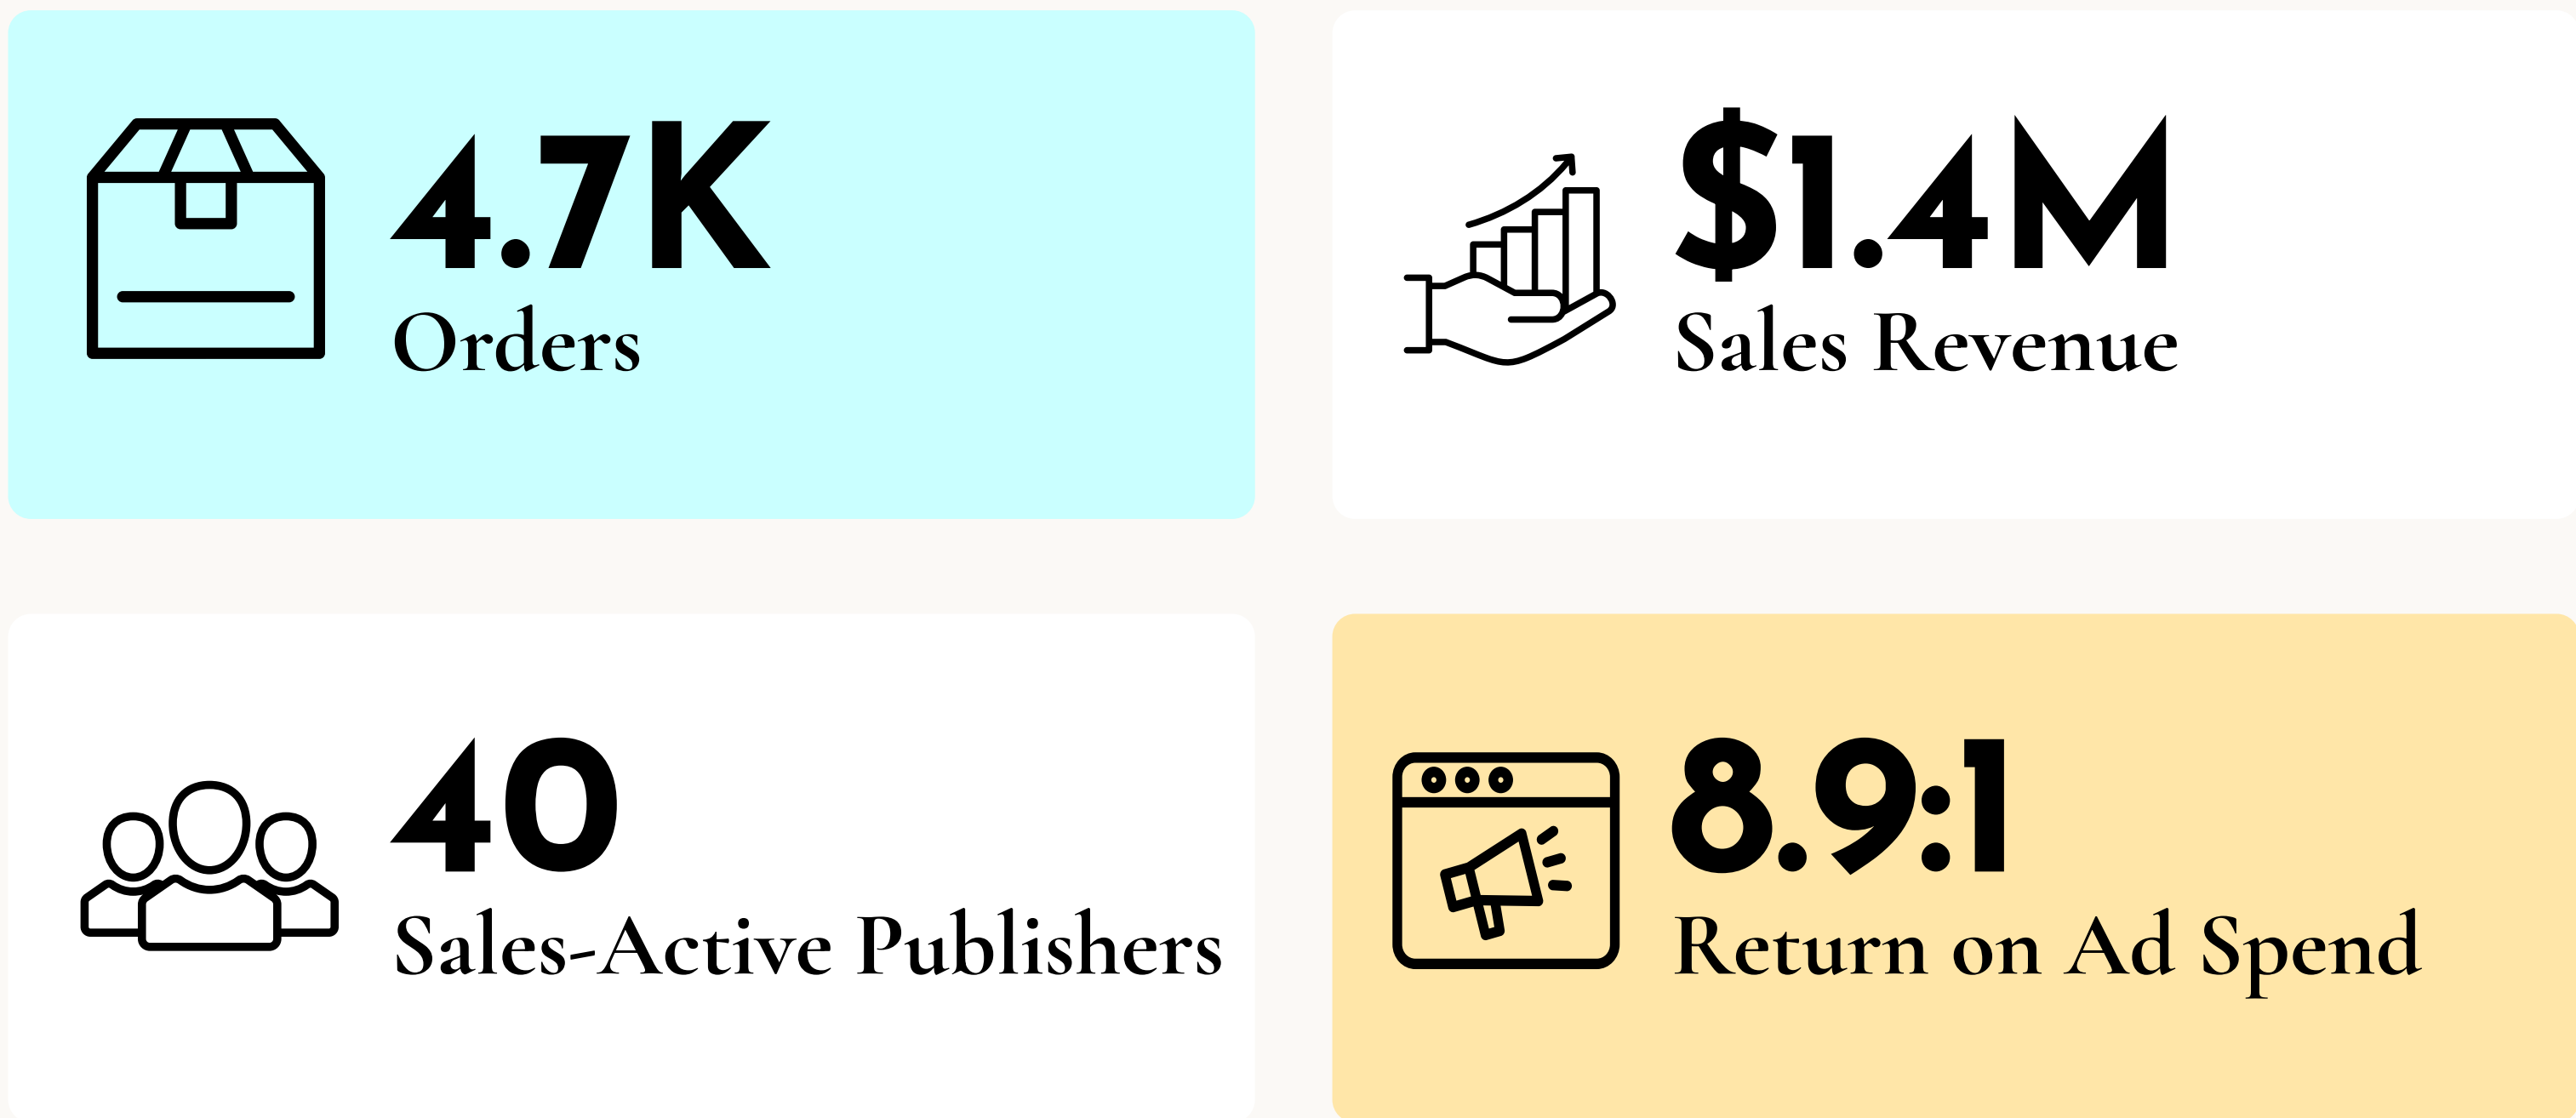 4.7K
Orders
$1.4M
Sales Revenue
40
Sales-Active Publishers
8.9:1
Return on Ad Spend